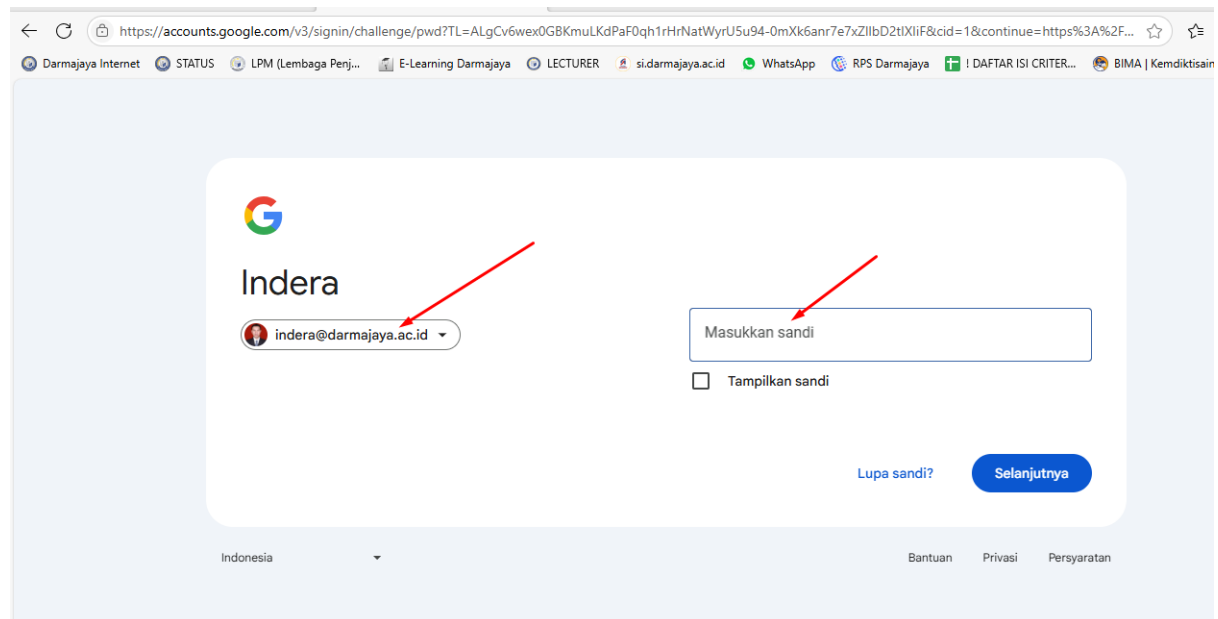 https://accounts.google.com/v3/signin/challenge/pwd?TL=ALgCv6wex0GBKmuLKdPaF0qh1rHrNatWyrU5u94-0mXk6anr7e7xZIIbD2tIXIiF&cid=1&continue=https%3A%2F...
Darmajaya Internet STATUS LPM (Lembaga Penj... E-Learning Darmajaya LECTURER si.darmajaya.ac.id WhatsApp RPS Darmajaya ! DAFTAR ISI CRITER... BIMA | Kemdiktisain
Indera
indera@darmajaya.ac.id
Masukkan sandi
Tampilkan sandi
Lupa sandi? Selanjutnya
Indonesia Bantuan Privasi Persyaratan